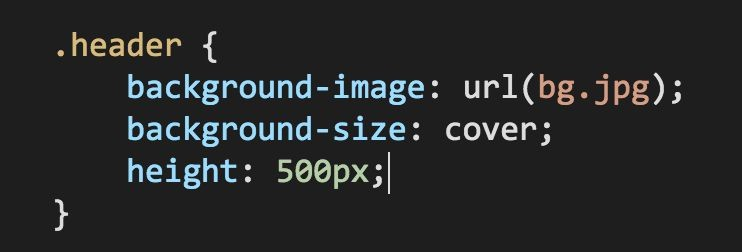 .header {
    background-image: url(bg.jpg);
    background-size: cover;
    height: 500px;
}